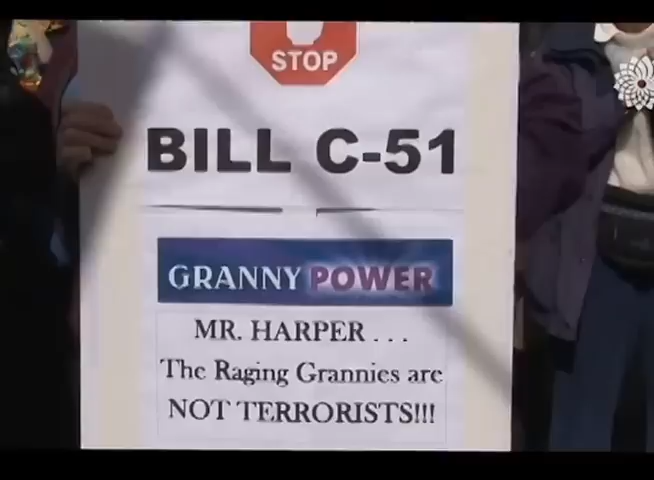 STOP
BILL C-51
GRANNY POWER
MR. HARPER . . .
The Raging Grannies are
NOT TERRORISTS!!!